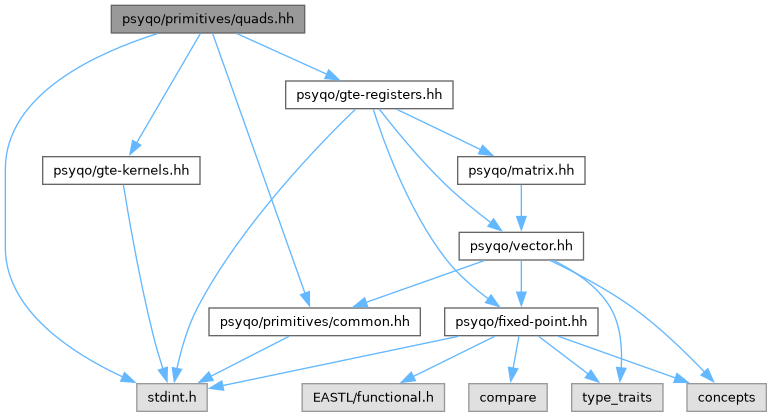 psyqo/primitives/quads.hh
psyqo/gte-registers.hh
psyqo/gte-kernels.hh
psyqo/matrix.hh
psyqo/vector.hh
psyqo/primitives/common.hh
psyqo/fixed-point.hh
stdint.h
EASTL/functional.h
compare
type_traits
concepts